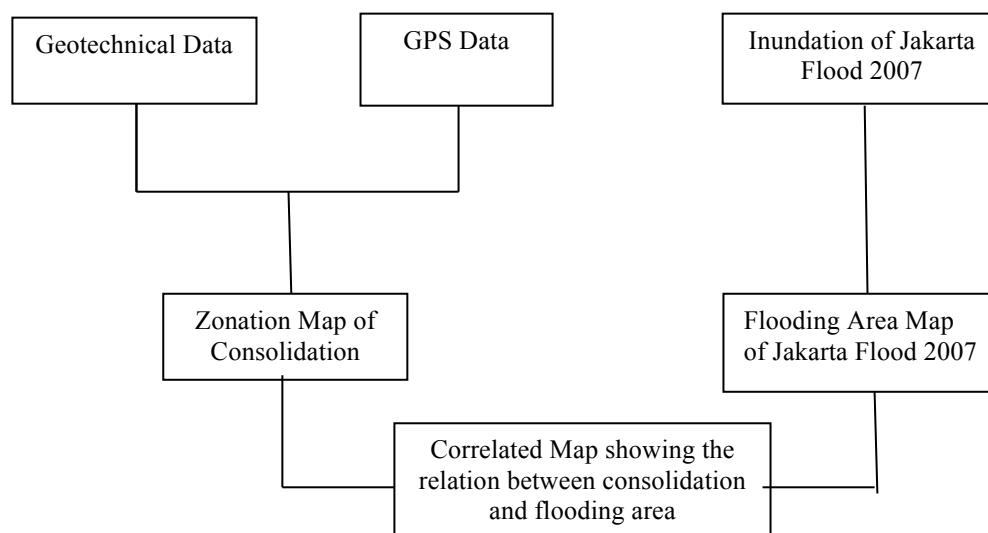 Geotechnical Data
GPS Data
Inundation of Jakarta
Flood 2007
Zonation Map of
Consolidation
Flooding Area Map
of Jakarta Flood 2007
Correlated Map showing the
relation between consolidation
and flooding area